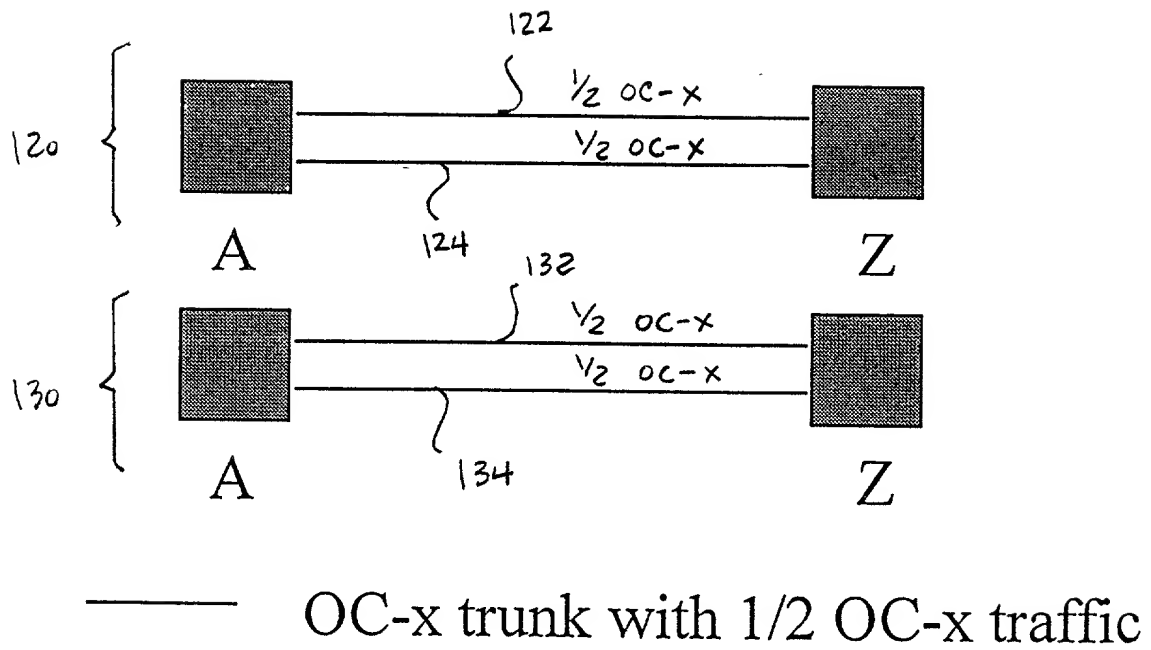 122
1/2 OC-X
120
1/2 OC-X
124
A
Z
132
1/2 OC-X
130
1/2 OC-X
134
A
Z
OC-x trunk with 1/2 OC-x traffic